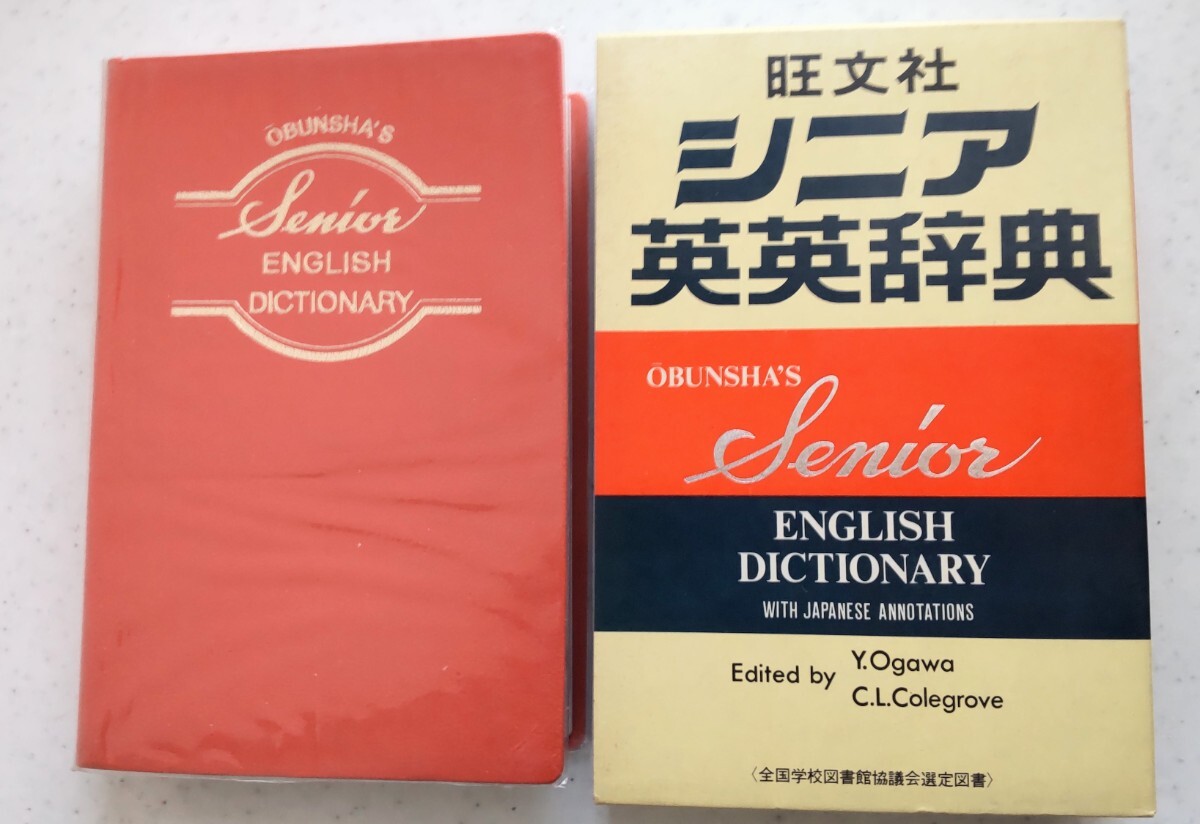 ŌBUNSHA'S
Senior
ENGLISH
DICTIONARY
旺文社
シニア
英英辞典
ŌBUNSHA'S
Senior
ENGLISH
DICTIONARY
WITH JAPANESE ANNOTATIONS
Edited by Y.Ogawa
C.L.Colegrove
〈全国学校図書館協議会選定図書〉